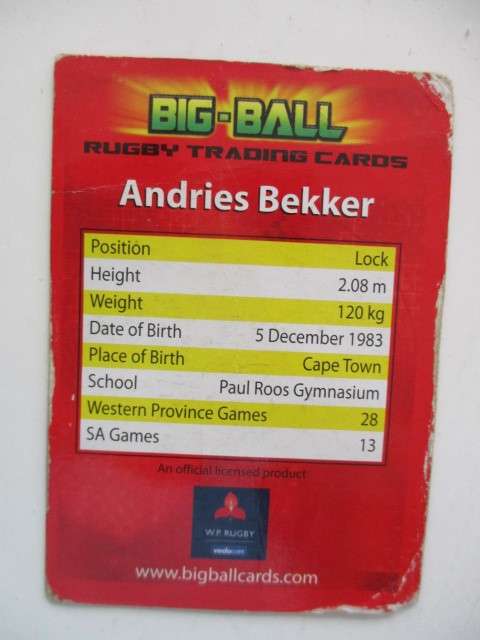 BIG-BALL
RUGBY TRADING CARDS
Andries Bekker
Position Lock
Height 2.08 m
Weight 120 kg
Date of Birth 5 December 1983
Place of Birth Cape Town
School Paul Roos Gymnasium
Western Province Games 28
SA Games 13
An official licensed product
W.P. RUGBY
vodacom
www.bigballcards.com